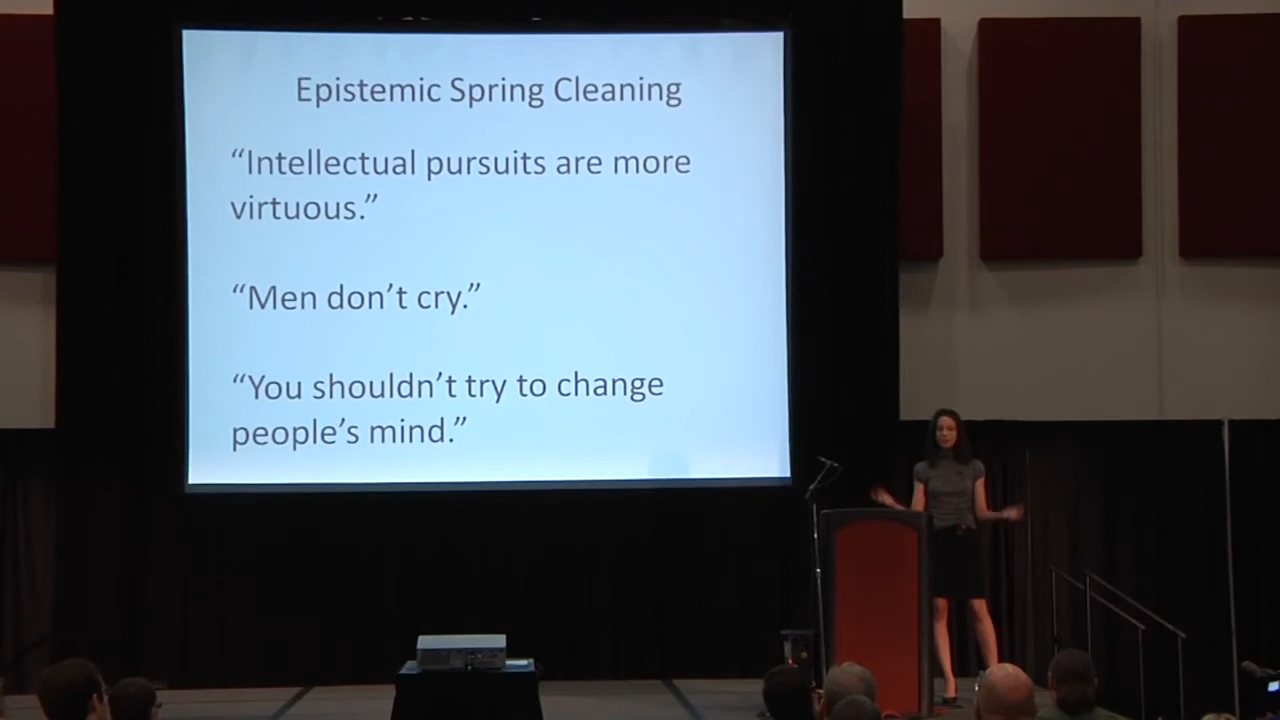 Epistemic Spring Cleaning
“Intellectual pursuits are more
virtuous.”
“Men don’t cry.”
“You shouldn’t try to change
people’s mind.”